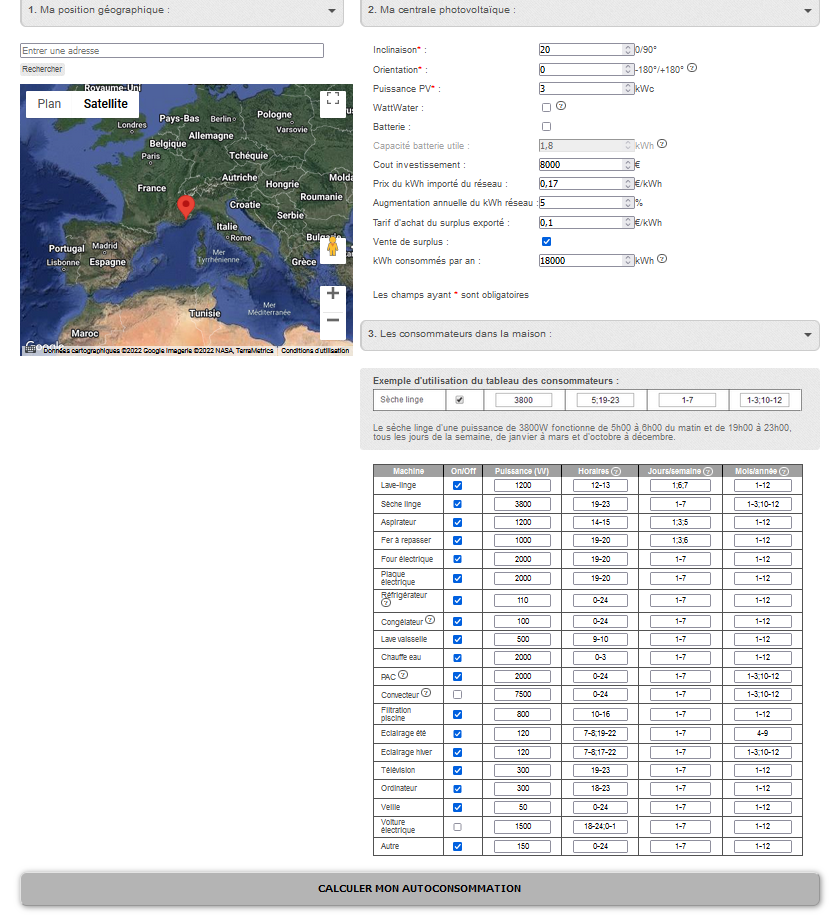 1. Ma position géographique :
Entrer une adresse
Rechercher
Plan
Satellite
Royaume-Uni
Londres
Pays-Bas
Berlin
Pologne
Varsovie
Allemagne
Belgique
Paris
Tchéquie
France
Autriche
Hongrie
Molda
Roumanie
Croatie
Serbie
Italie
Rome
Bulga
Portugal
Madrid
Lisbonne
Espagne
Mer
Tyrrhénienne
Grèce
Mer
Méditerranée
Tunisie
Maroc
Google
Données cartographiques ©2022 Google Imagerie ©2022 NASA, TerraMetrics
Conditions d'utilisation
2. Ma centrale photovoltaïque :
Inclinaison* : 20 0/90°
Orientation* : 0 -180°/+180° ?
Puissance PV* : 3 kWc
WattWater : ?
Batterie :
Capacité batterie utile : 1,8 kWh ?
Cout investissement : 8000 €
Prix du kWh importé du réseau : 0,17 €/kWh
Augmentation annuelle du kWh réseau : 5 %
Tarif d'achat du surplus exporté : 0,1 €/kWh
Vente de surplus :
kWh consommés par an : 18000 kWh ?
Les champs ayant * sont obligatoires
3. Les consommateurs dans la maison :
Exemple d'utilisation du tableau des consommateurs :
Sèche linge 3800 5;19-23 1-7 1-3;10-12
Le sèche linge d'une puissance de 3800W fonctionne de 5h00 à 6h00 du matin et de 19h00 à 23h00,
tous les jours de la semaine, de janvier à mars et d'octobre à décembre.
Machine On/Off Puissance (W) Horaires ? Jours/semaine ? Mois/année ?
Lave-linge 1200 12-13 1;6;7 1-12
Sèche linge 3800 19-23 1-7 1-3;10-12
Aspirateur 1200 14-15 1;3;5 1-12
Fer à repasser 1000 19-20 1;3;6 1-12
Four électrique 2000 19-20 1-7 1-12
Plaque
électrique 2000 19-20 1-7 1-12
Réfrigérateur
? 110 0-24 1-7 1-12
Congélateur ? 100 0-24 1-7 1-12
Lave vaisselle 500 9-10 1-7 1-12
Chauffe eau 2000 0-3 1-7 1-12
PAC ? 2000 0-24 1-7 1-3;10-12
Convecteur ? 7500 0-24 1-7 1-3;10-12
Filtration
piscine 800 10-16 1-7 1-12
Eclairage été 120 7-8;19-22 1-7 4-9
Eclairage hiver 120 7-8;17-22 1-7 1-3;10-12
Télévision 300 19-23 1-7 1-12
Ordinateur 300 18-23 1-7 1-12
Veille 50 0-24 1-7 1-12
Voiture
électrique 1500 18-24;0-1 1-7 1-12
Autre 150 0-24 1-7 1-12
CALCULER MON AUTOCONSOMMATION